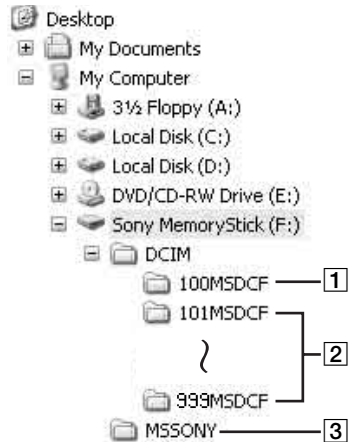 Desktop
My Documents
My Computer
3½ Floppy (A:)
Local Disk (C:)
Local Disk (D:)
DVD/CD-RW Drive (E:)
Sony MemoryStick (F:)
DCIM
100MSDCF 1
101MSDCF
2
999MSDCF
MSSONY 3